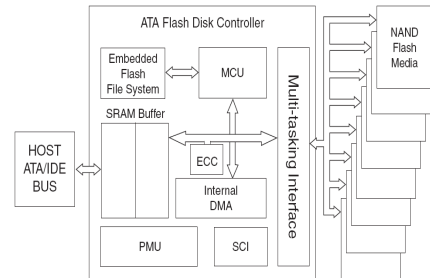 ATA Flash Disk Controller
Embedded
Flash
File System
MCU
NAND
Flash
Media
SRAM Buffer
HOST
ATA/IDE
BUS
ECC
Internal
DMA
Multi-tasking Interface
PMU
SCI